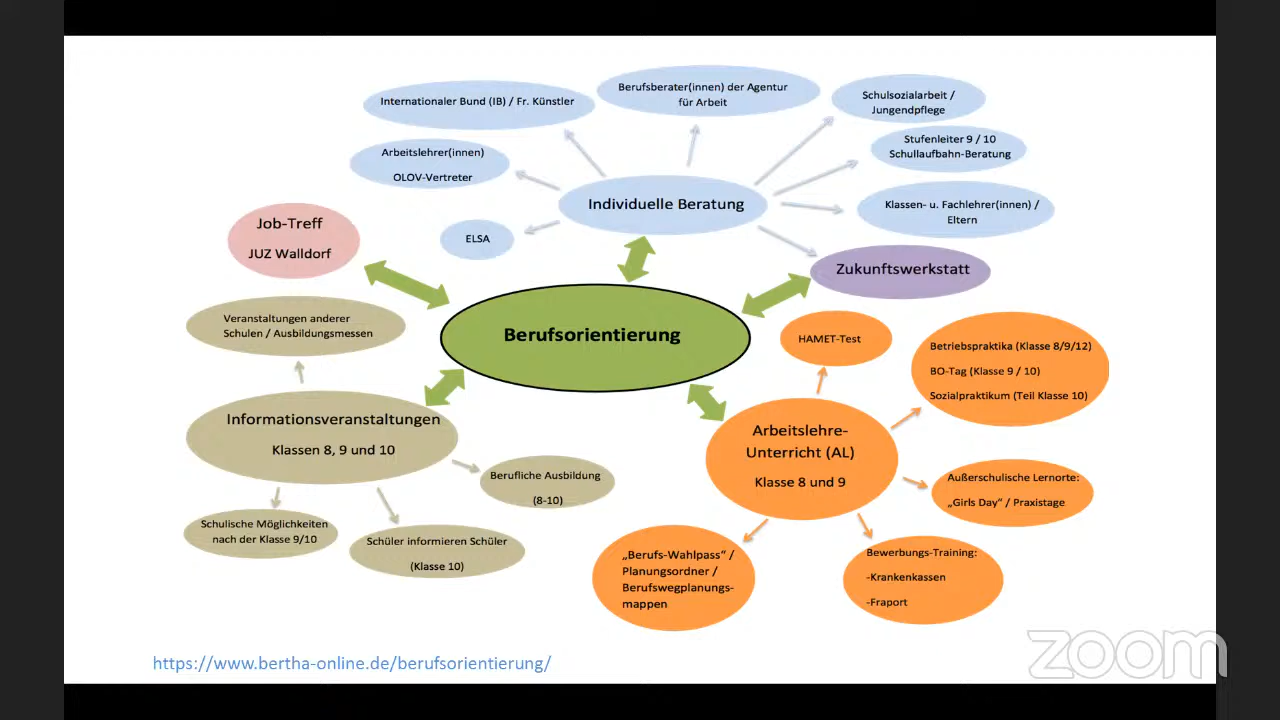 Internationaler Bund (IB) / Fr. Künstler
Berufsberater(innen) der Agentur
für Arbeit
Schulsozialarbeit /
Jungendpflege
Arbeitslehrer(innen)
OLOV-Vertreter
Stufenleiter 9 / 10
Schullaufbahn-Beratung
Individuelle Beratung
Klassen- u. Fachlehrer(innen) /
Eltern
ELSA
Job-Treff
JUZ Walldorf
Zukunftswerkstatt
Berufsorientierung
Veranstaltungen anderer
Schulen / Ausbildungsmessen
Informationsveranstaltungen
Klassen 8, 9 und 10
Berufliche Ausbildung
(8-10)
Schulische Möglichkeiten
nach der Klasse 9/10
Schüler informieren Schüler
(Klasse 10)
HAMET-Test
Betriebspraktika (Klasse 8/9/12)
BO-Tag (Klasse 9 / 10)
Sozialpraktikum (Teil Klasse 10)
Arbeitslehre-
Unterricht (AL)
Klasse 8 und 9
Außerschulische Lernorte:
„Girls Day“ / Praxistage
„Berufs-Wahlpass“ /
Planungsordner /
Berufswegplanungs-
mappen
Bewerbungs-Training:
-Krankenkassen
-Fraport
https://www.bertha-online.de/berufsorientierung/
zoom